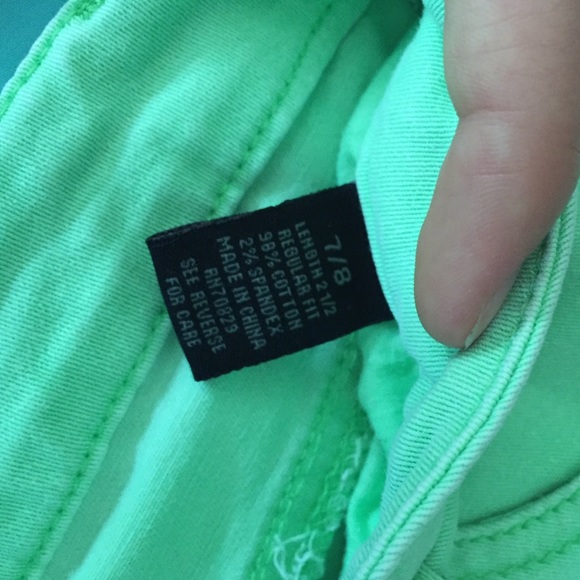 7/8
LENGTH 2 1/2
REGULAR FIT
98% COTTON
2% SPANDEX
MADE IN CHINA
RN70879
SEE REVERSE
FOR CARE